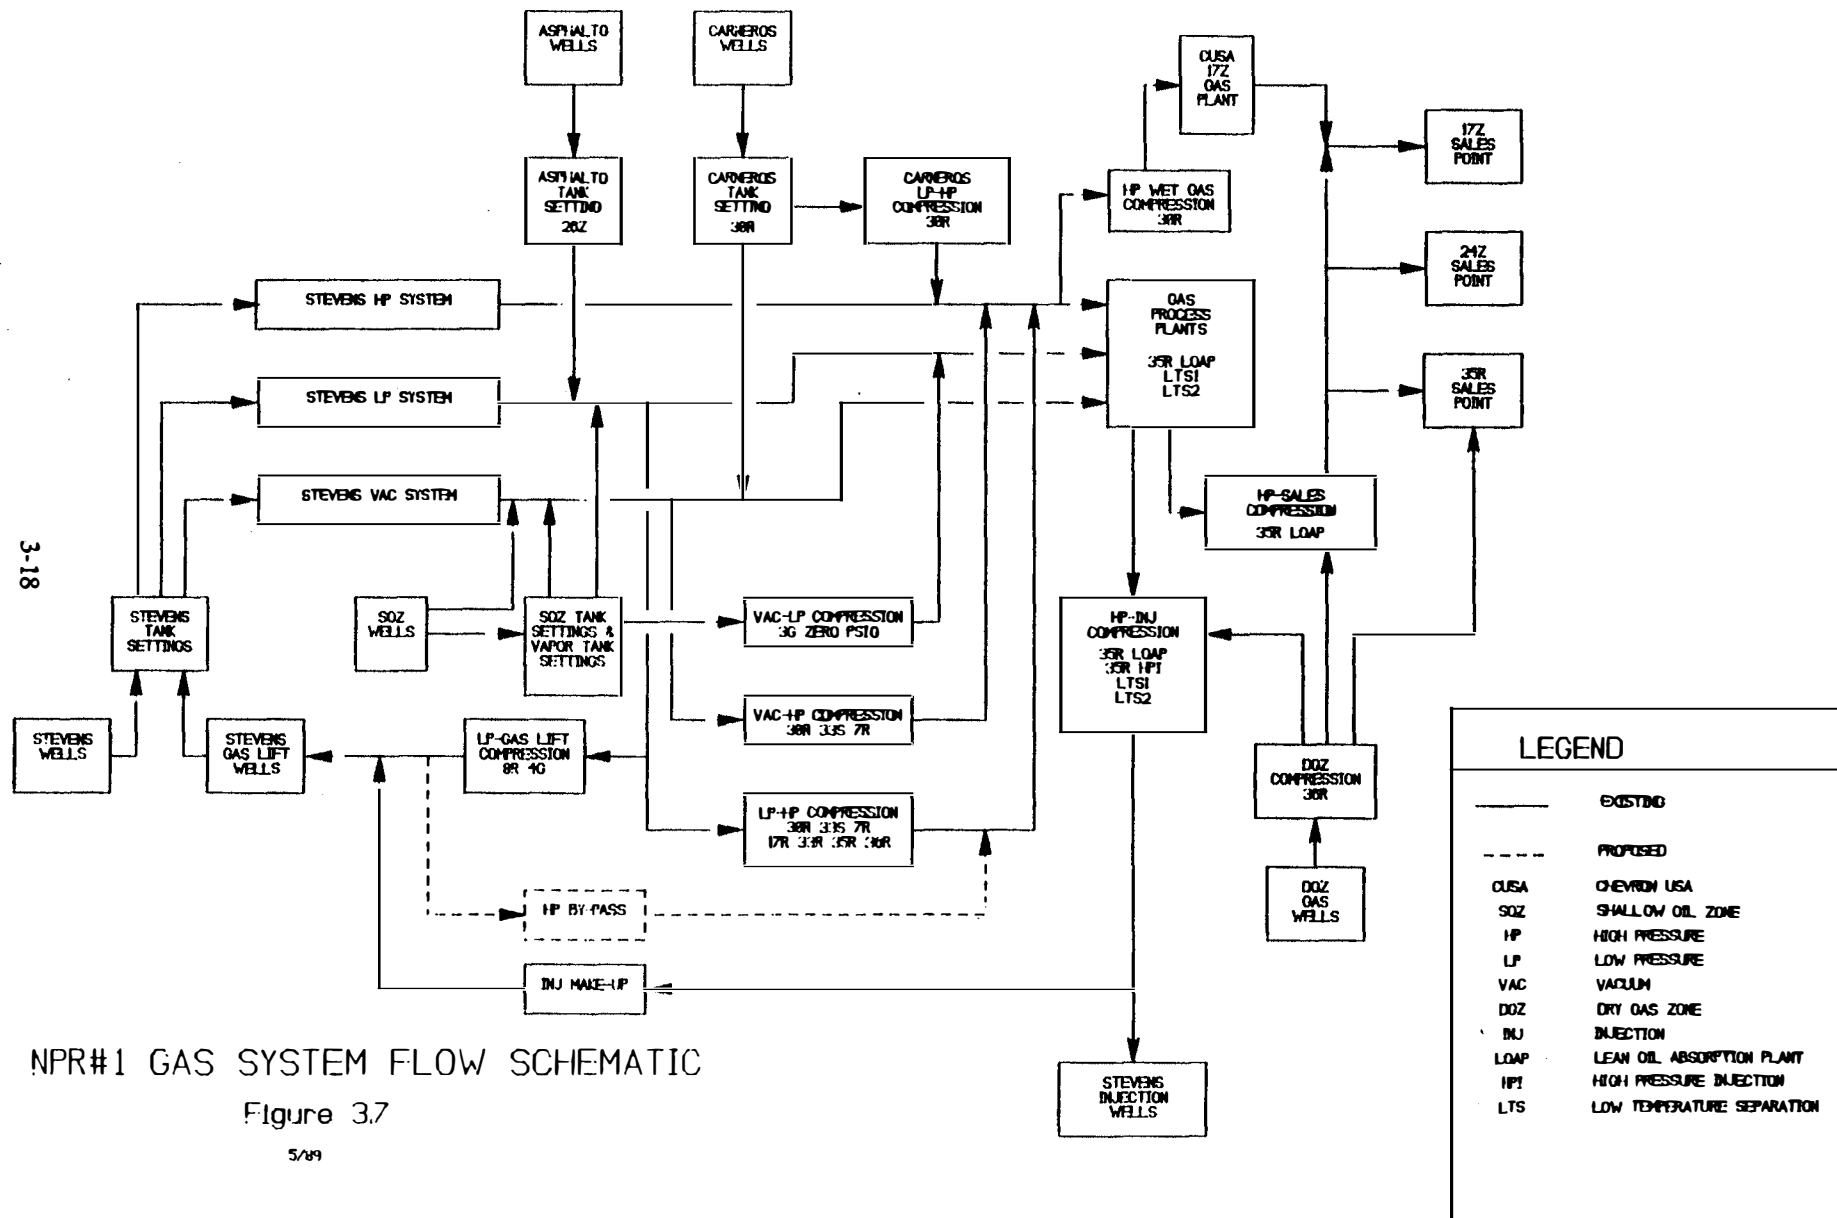 ASPHALTO
WELLS
CARNEROS
WELLS
CUSA
17Z
GAS
PLANT
17Z
SALES
POINT
ASPHALTO
TANK
SETTING
26Z
CARNEROS
TANK
SETTING
30R
CARNEROS
LP-HP
COMPRESSION
30R
HP WET GAS
COMPRESSION
30R
24Z
SALES
POINT
STEVENS HP SYSTEM
GAS
PROCESS
PLANTS
35R LOAP
LTS1
LTS2
STEVENS LP SYSTEM
35R
SALES
POINT
STEVENS VAC SYSTEM
HP-SALES
COMPRESSION
35R LOAP
3-18
STEVENS
TANK
SETTINGS
SOZ
WELLS
SOZ TANK
SETTINGS &
VAPOR TANK
SETTINGS
VAC-LP COMPRESSION
3G ZERO PSIG
HP-INJ
COMPRESSION
35R LOAP
35R HPI
LTS1
LTS2
STEVENS
WELLS
STEVENS
GAS LIFT
WELLS
LP-GAS LIFT
COMPRESSION
8R 4G
VAC-HP COMPRESSION
30R 33S 7R
DGZ
COMPRESSION
36R
LP-HP COMPRESSION
30R 33S 7R
17R 33R 35R 36R
HP BY-PASS
DGZ
GAS
WELLS
INJ MAKE-UP
STEVENS
INJECTION
WELLS
LEGEND
EXISTING
PROPOSED
CUSA CHEVRON USA
SOZ SHALLOW OIL ZONE
HP HIGH PRESSURE
LP LOW PRESSURE
VAC VACUUM
DGZ DRY GAS ZONE
INJ INJECTION
LOAP LEAN OIL ABSORPTION PLANT
HPI HIGH PRESSURE INJECTION
LTS LOW TEMPERATURE SEPARATION
NPR#1 GAS SYSTEM FLOW SCHEMATIC
Figure 3.7
5/89